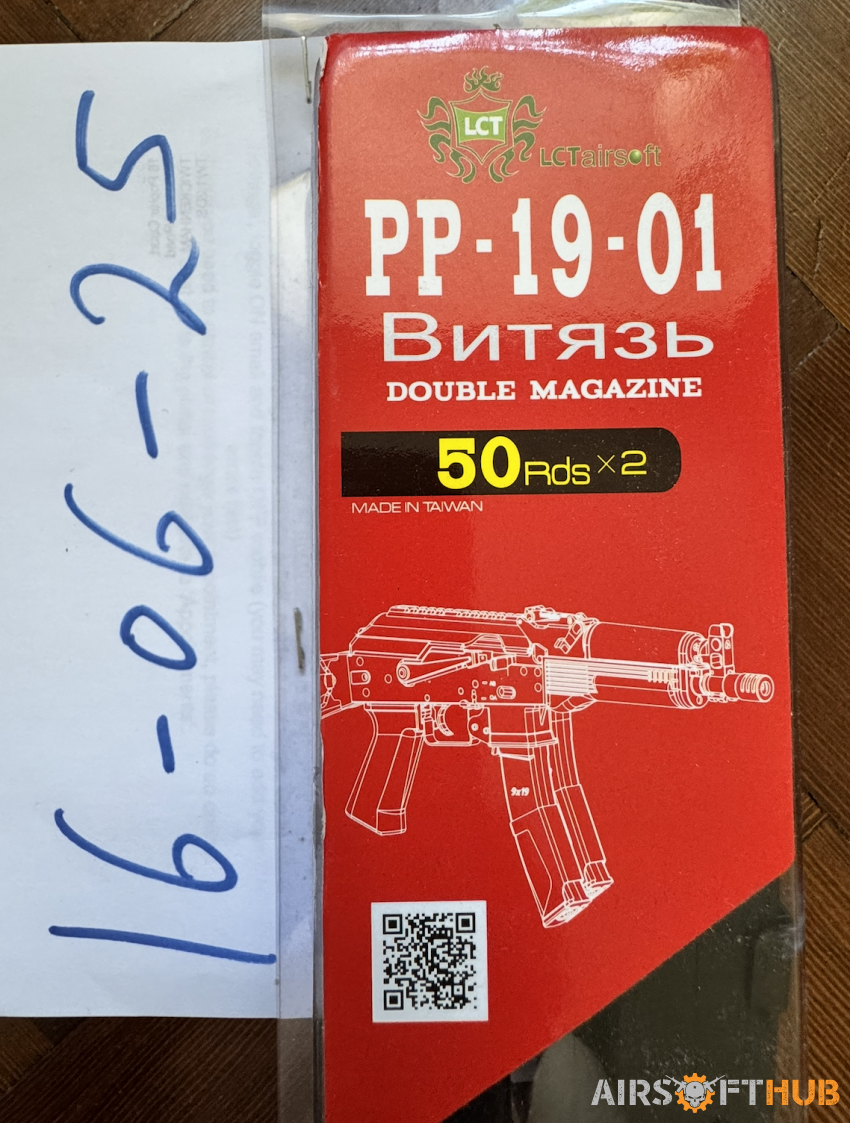 16-06-25
LCT
LCTairsoft
PP-19-01
Витязь
DOUBLE MAGAZINE
50Rds×2
MADE IN TAIWAN
9x19
AIRSOFTHUB